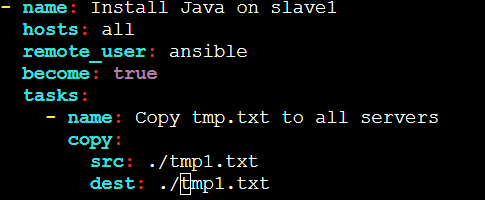 - name: Install Java on slave1
  hosts: all
  remote_user: ansible
  become: true
  tasks:
    - name: Copy tmp.txt to all servers
      copy:
        src: ./tmp1.txt
        dest: ./tmp1.txt